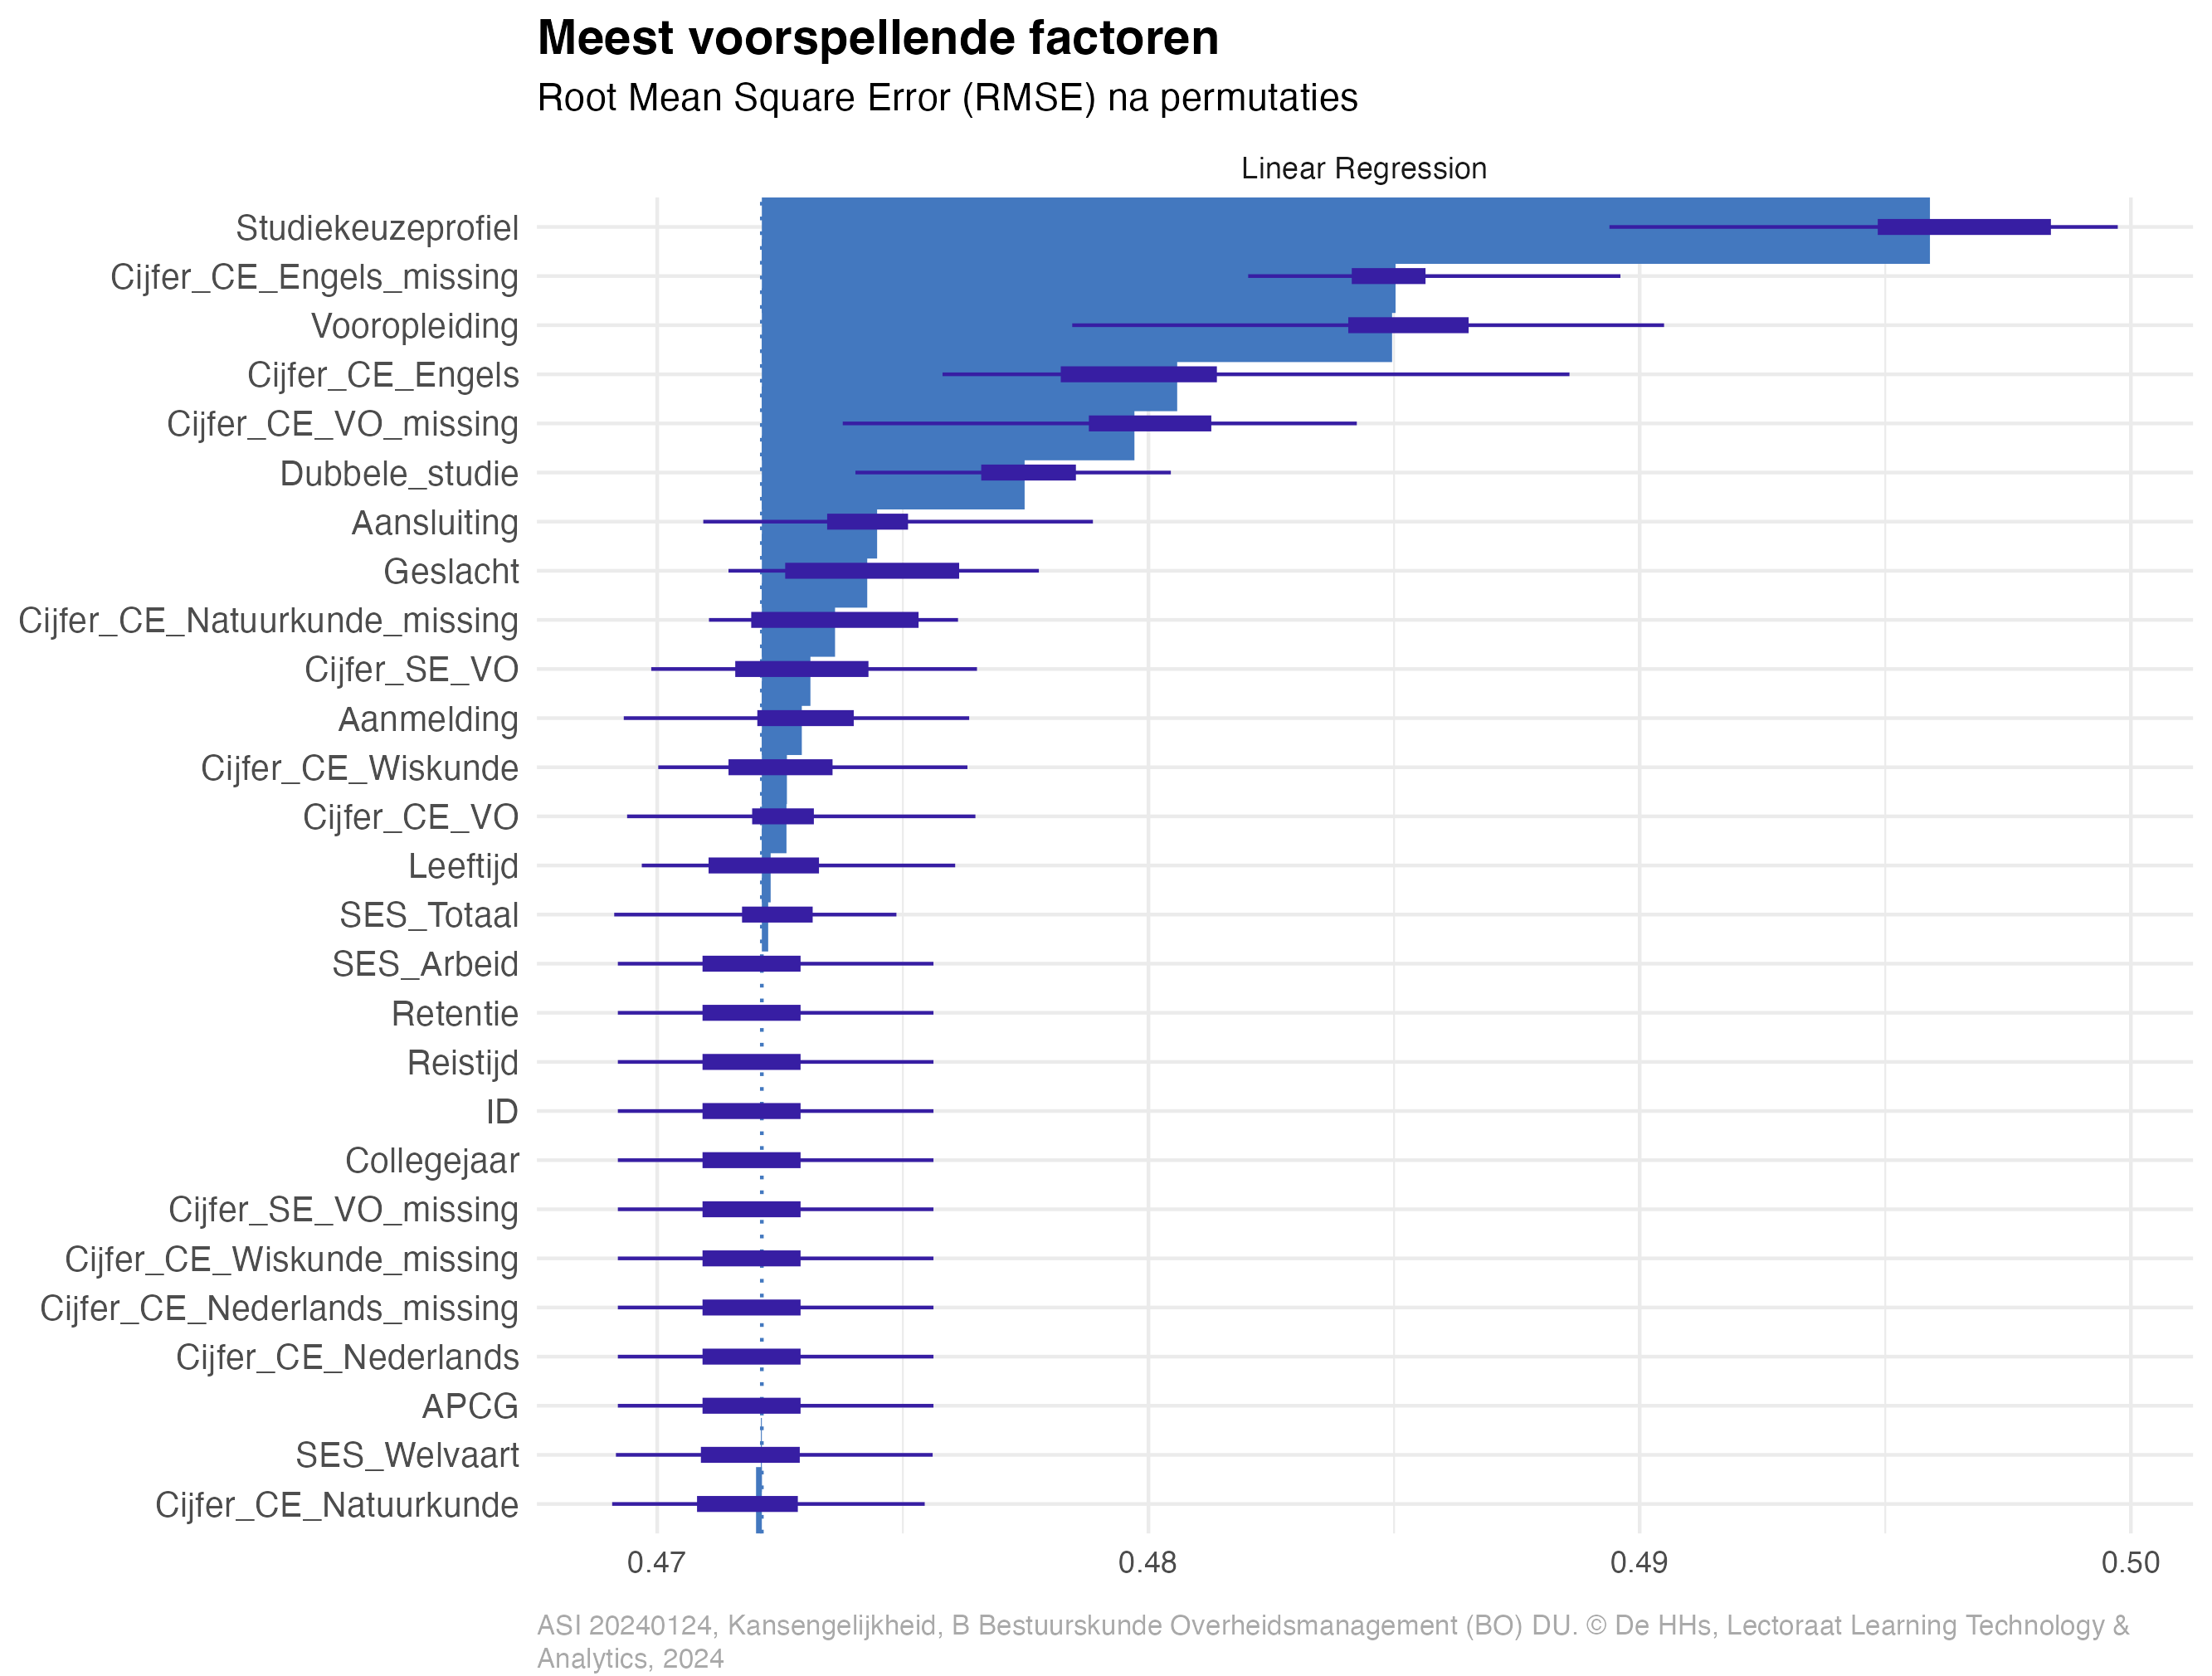 Meest voorspellende factoren
Root Mean Square Error (RMSE) na permutaties
Linear Regression
Studiekeuzeprofiel
Cijfer_CE_Engels_missing
Vooropleiding
Cijfer_CE_Engels
Cijfer_CE_VO_missing
Dubbele_studie
Aansluiting
Geslacht
Cijfer_CE_Natuurkunde_missing
Cijfer_SE_VO
Aanmelding
Cijfer_CE_Wiskunde
Cijfer_CE_VO
Leeftijd
SES_Totaal
SES_Arbeid
Retentie
Reistijd
ID
Collegejaar
Cijfer_SE_VO_missing
Cijfer_CE_Wiskunde_missing
Cijfer_CE_Nederlands_missing
Cijfer_CE_Nederlands
APCG
SES_Welvaart
Cijfer_CE_Natuurkunde
0.47 0.48 0.49 0.50
ASI 20240124, Kansengelijkheid, B Bestuurskunde Overheidsmanagement (BO) DU. © De HHs, Lectoraat Learning Technology &
Analytics, 2024